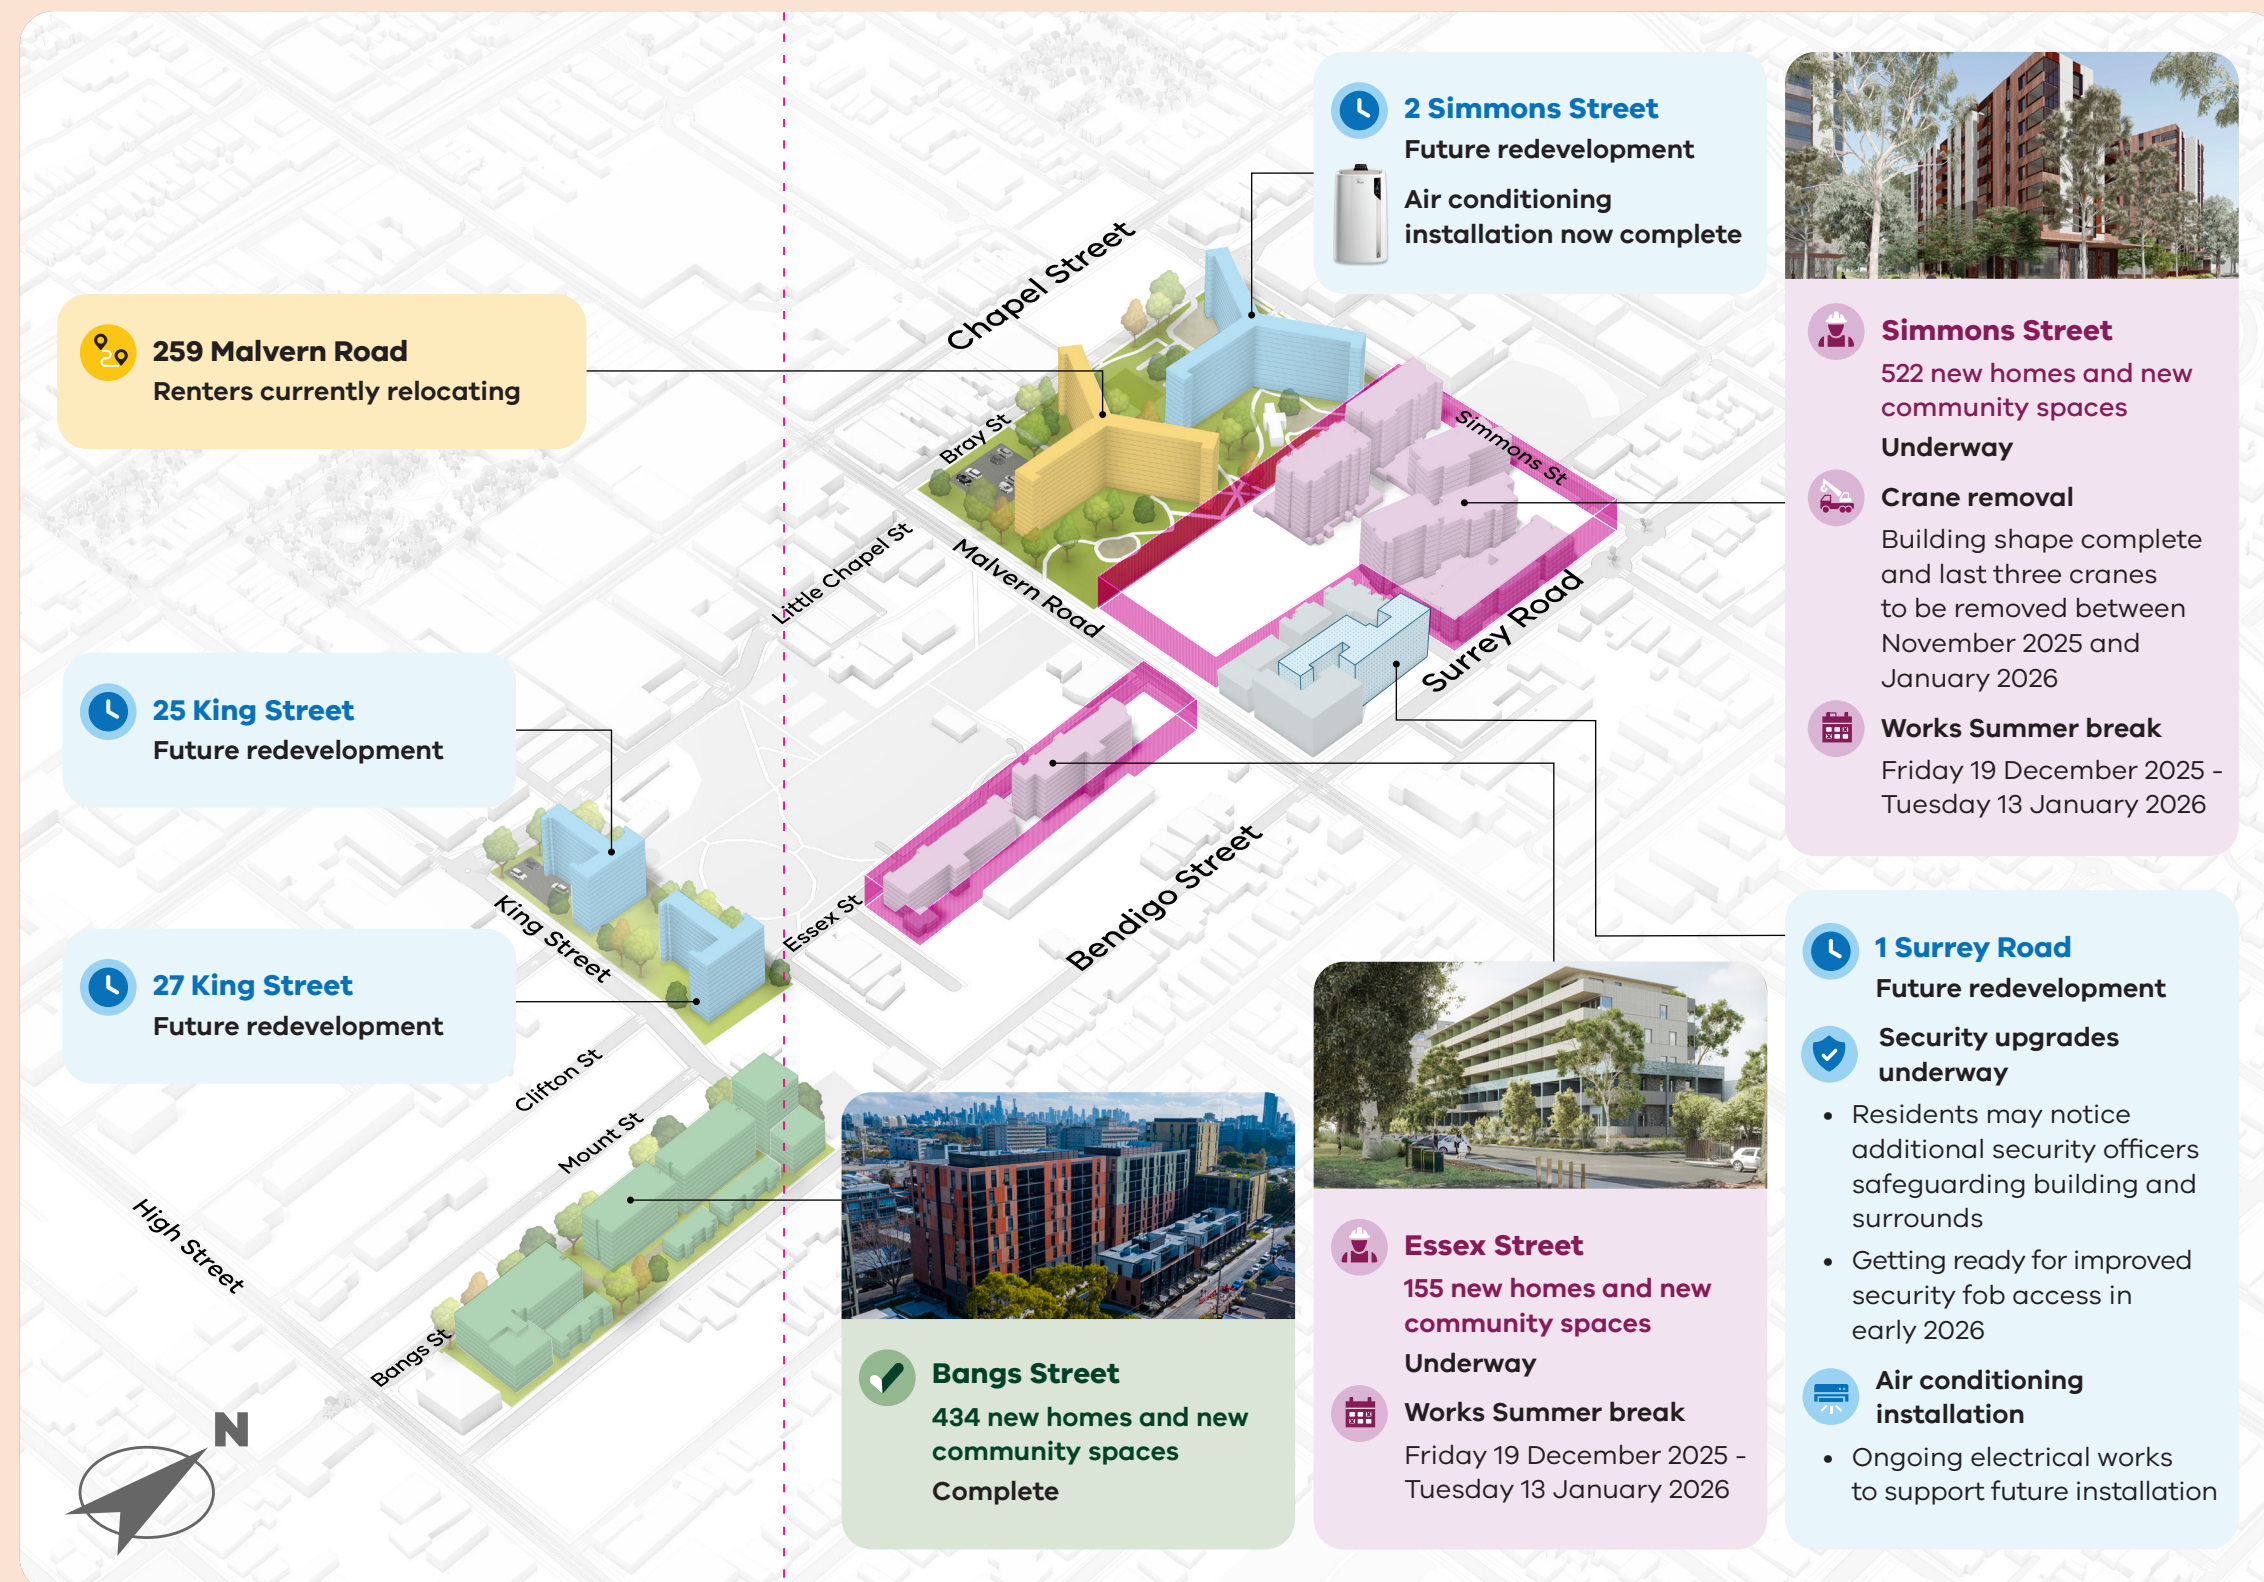 2 Simmons Street
Future redevelopment
Air conditioning
installation now complete
259 Malvern Road
Renters currently relocating
Simmons Street
522 new homes and new
community spaces
Underway
Crane removal
Building shape complete
and last three cranes
to be removed between
November 2025 and
January 2026
Works Summer break
Friday 19 December 2025 -
Tuesday 13 January 2026
Chapel Street
Bray St
Simmons St
Little Chapel St
Malvern Road
Surrey Road
25 King Street
Future redevelopment
27 King Street
Future redevelopment
King Street
Essex St
Bendigo Street
Clifton St
Mount St
High Street
Bangs St
N
1 Surrey Road
Future redevelopment
Security upgrades
underway
• Residents may notice
additional security officers
safeguarding building and
surrounds
• Getting ready for improved
security fob access in
early 2026
Air conditioning
installation
• Ongoing electrical works
to support future installation
Essex Street
155 new homes and new
community spaces
Underway
Works Summer break
Friday 19 December 2025 -
Tuesday 13 January 2026
Bangs Street
434 new homes and new
community spaces
Complete